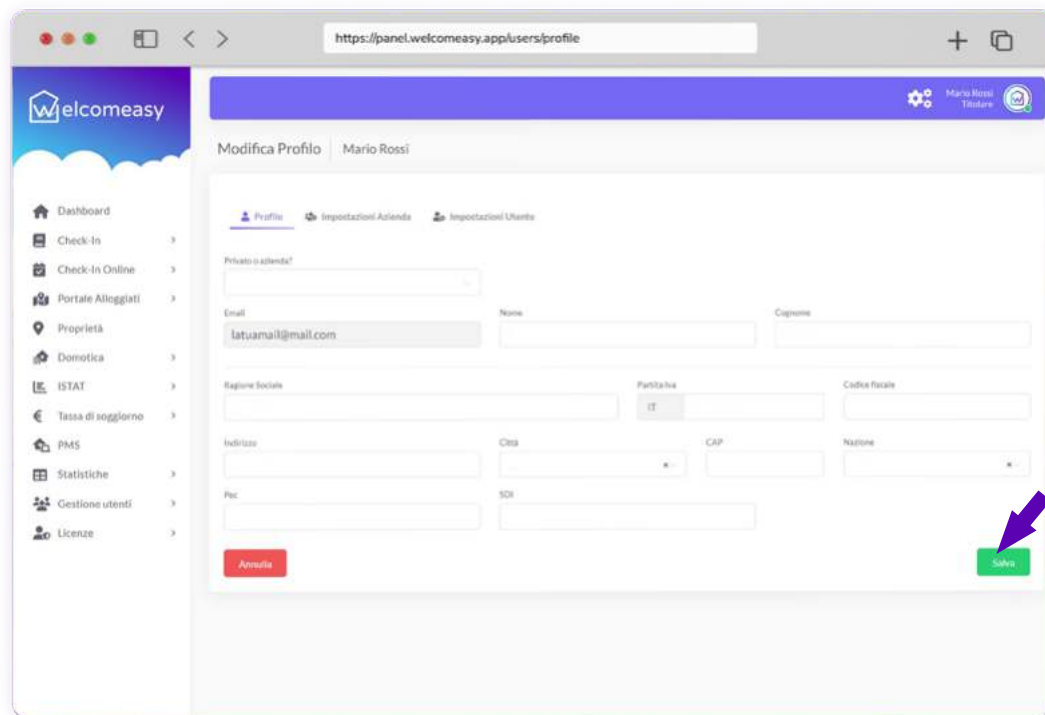 https://panel.welcomeasy.app/users/profile
Welcomeasy
Mario Rossi
Titolare
Modifica Profilo Mario Rossi
Dashboard
Check-In
Check-In Online
Portale Alloggiati
Proprietà
Domotica
ISTAT
Tassa di soggiorno
PMS
Statistiche
Gestione utenti
Licenze
Profilo Impostazioni Azienda Impostazioni Utente
Privato o azienda?
Email Nome Cognome
latuamail@mail.com
Ragione Sociale Partita Iva Codice fiscale
IT
Indirizzo Città CAP Nazione
Pec SDI
Annulla Salva